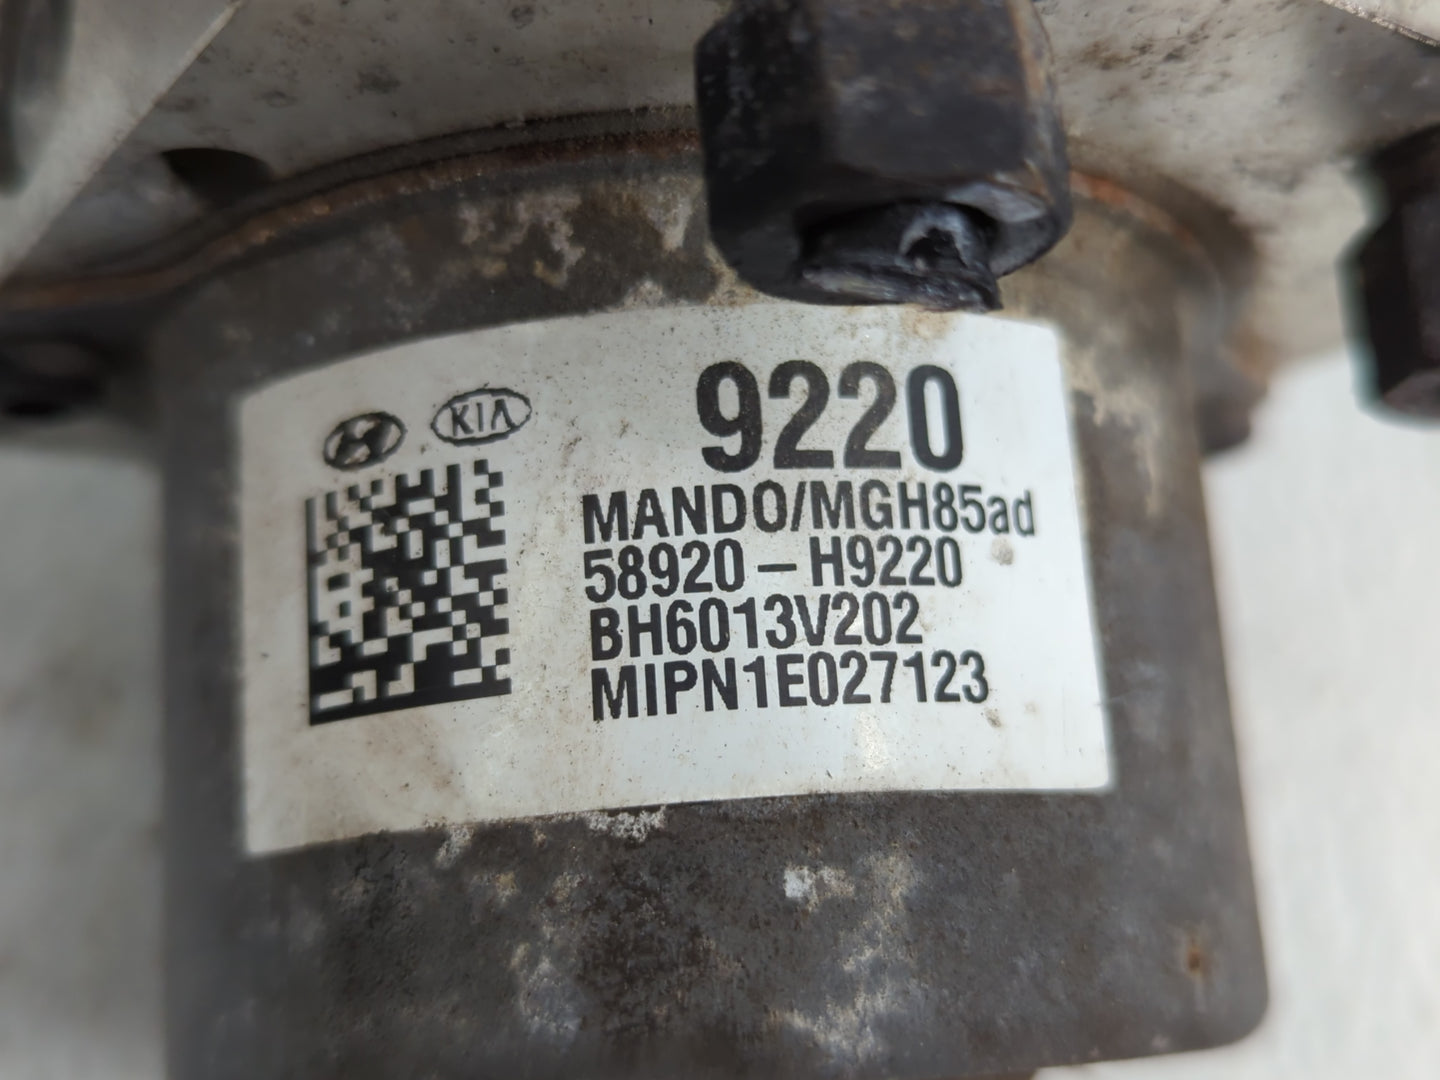 KIA
9220
MANDO/MGH85ad
58920-H9220
BH6013V202
MIPN1E027123